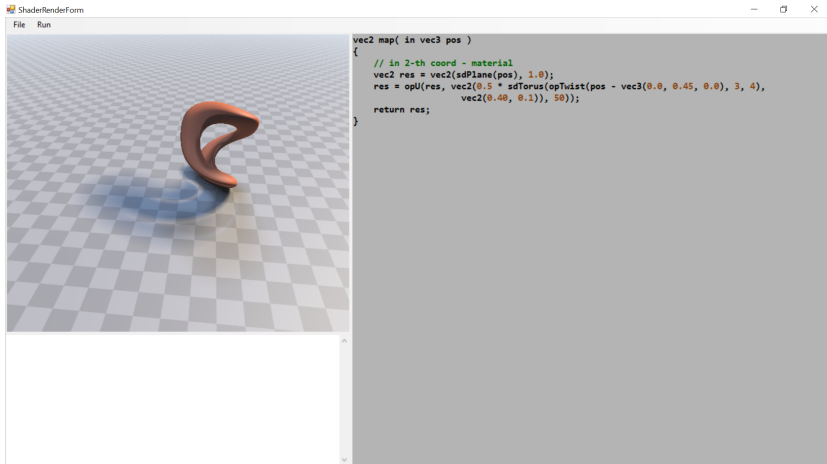 ShaderRenderForm
File Run
vec2 map( in vec3 pos )
{
// in 2-th coord - material
vec2 res = vec2(sdPlane(pos), 1.0);
res = opU(res, vec2(0.5 * sdTorus(opTwist(pos - vec3(0.0, 0.45, 0.0), 3, 4),
vec2(0.40, 0.1)), 50));
return res;
}